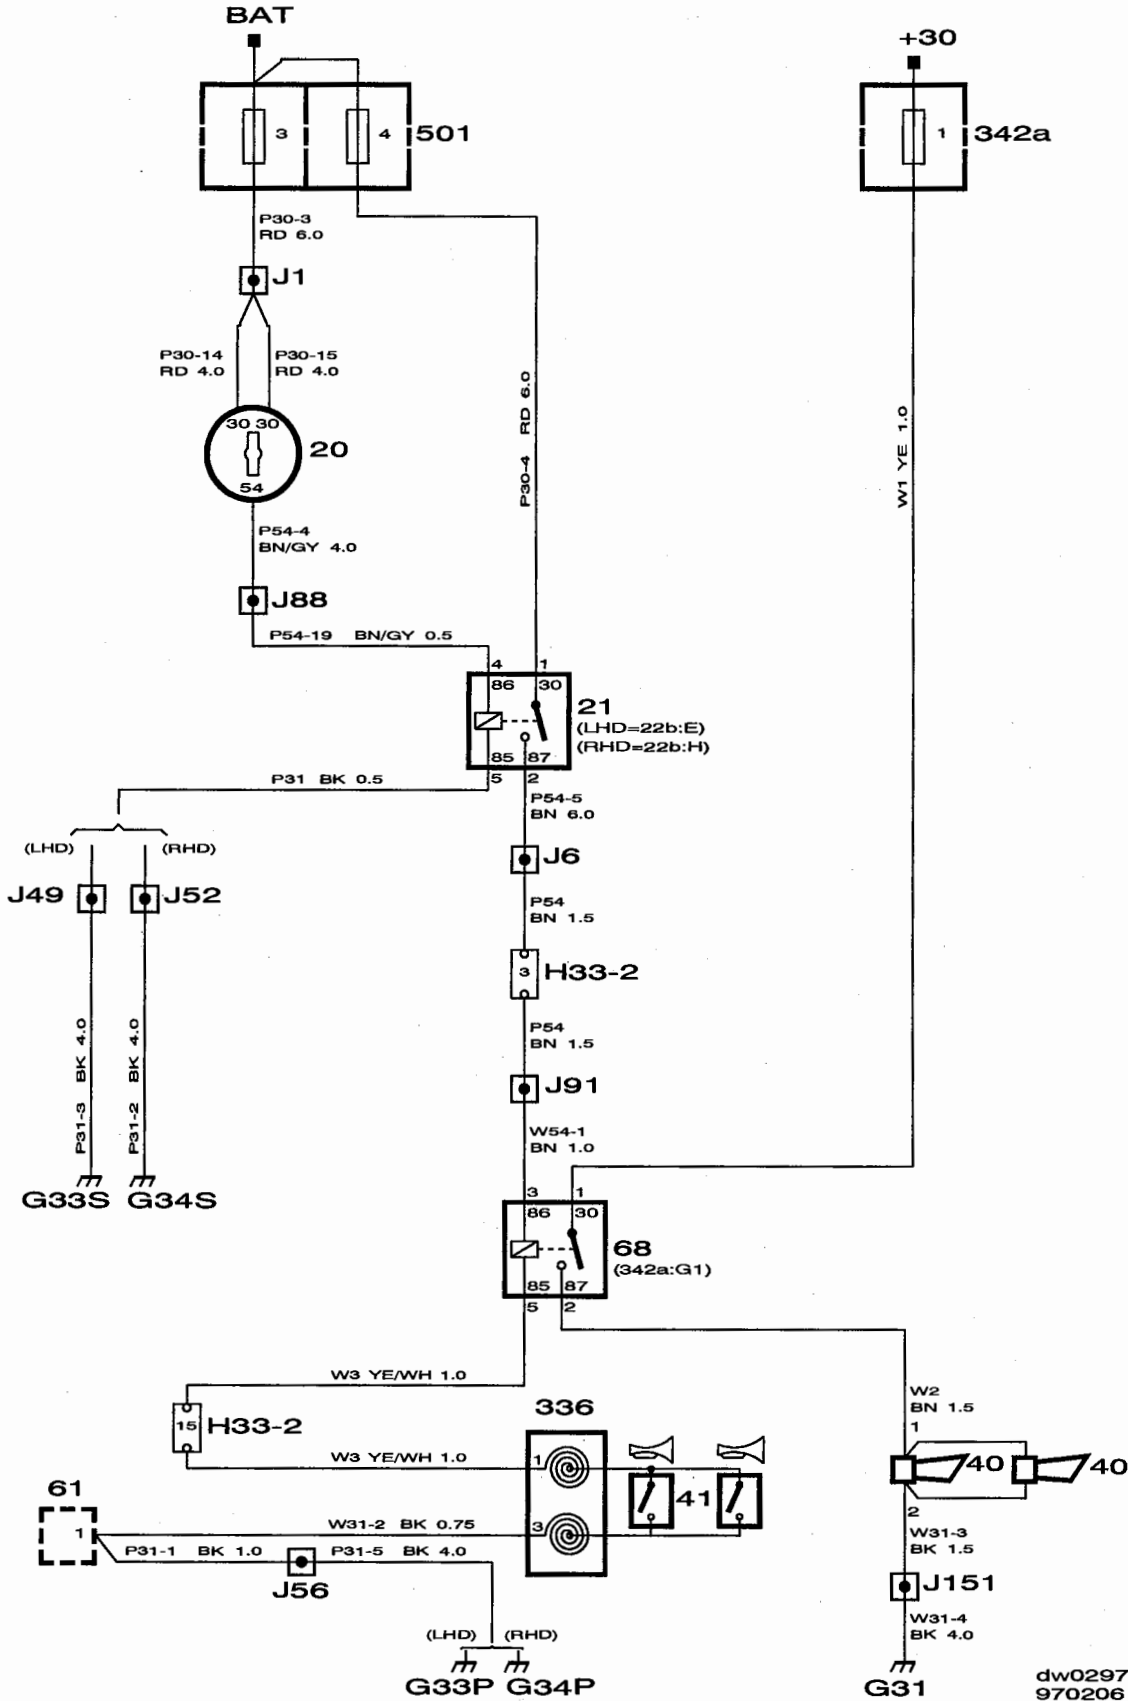 BAT
+30
3
4
501
1
342a
P30-3
RD 6.0
J1
P30-14
RD 4.0
P30-15
RD 4.0
30 30
20
54
P30-4 RD 6.0
W1 YE 1.0
P54-4
BN/GY 4.0
J88
P54-19 BN/GY 0.5
4
1
86
30
21
(LHD=22b:E)
(RHD=22b:H)
85
87
5
2
P31 BK 0.5
P54-5
BN 6.0
(LHD)
(RHD)
J6
J49
J52
P54
BN 1.5
3
H33-2
P31-3 BK 4.0
P31-2 BK 4.0
P54
BN 1.5
J91
W54-1
BN 1.0
G33S
G34S
3
1
86
30
68
(342a:G1)
85
87
5
2
W3 YE/WH 1.0
15
H33-2
W3 YE/WH 1.0
336
1
3
41
W2
BN 1.5
1
40
40
2
61
1
W31-2 BK 0.75
P31-1 BK 1.0
P31-5 BK 4.0
J56
W31-3
BK 1.5
J151
W31-4
BK 4.0
(LHD)
(RHD)
G33P
G34P
G31
dw0297
970206